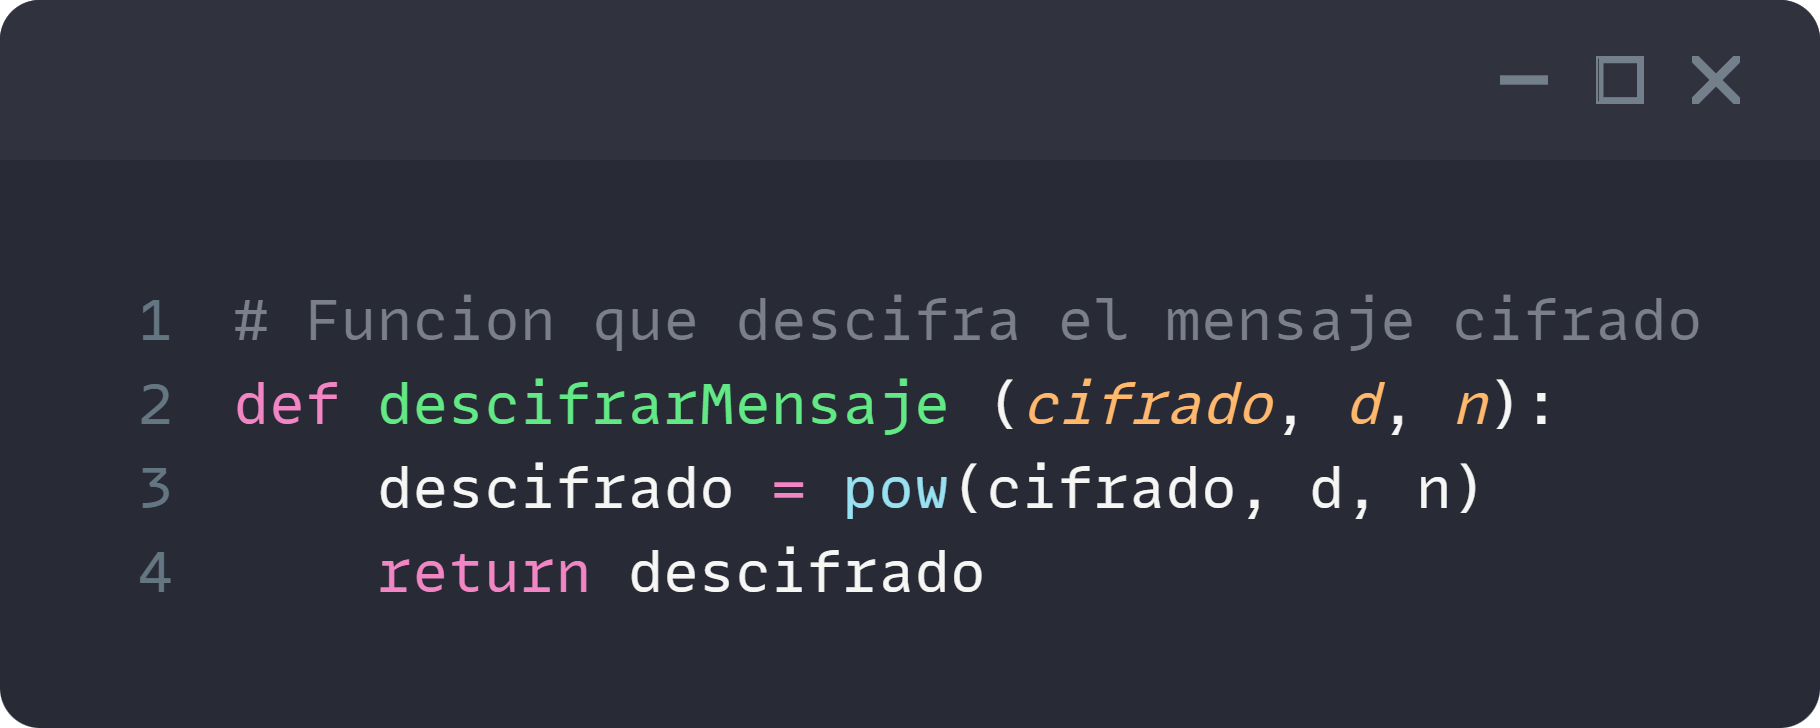 1 # Funcion que descifra el mensaje cifrado
2 def descifrarMensaje (cifrado, d, n):
3     descifrado = pow(cifrado, d, n)
4     return descifrado